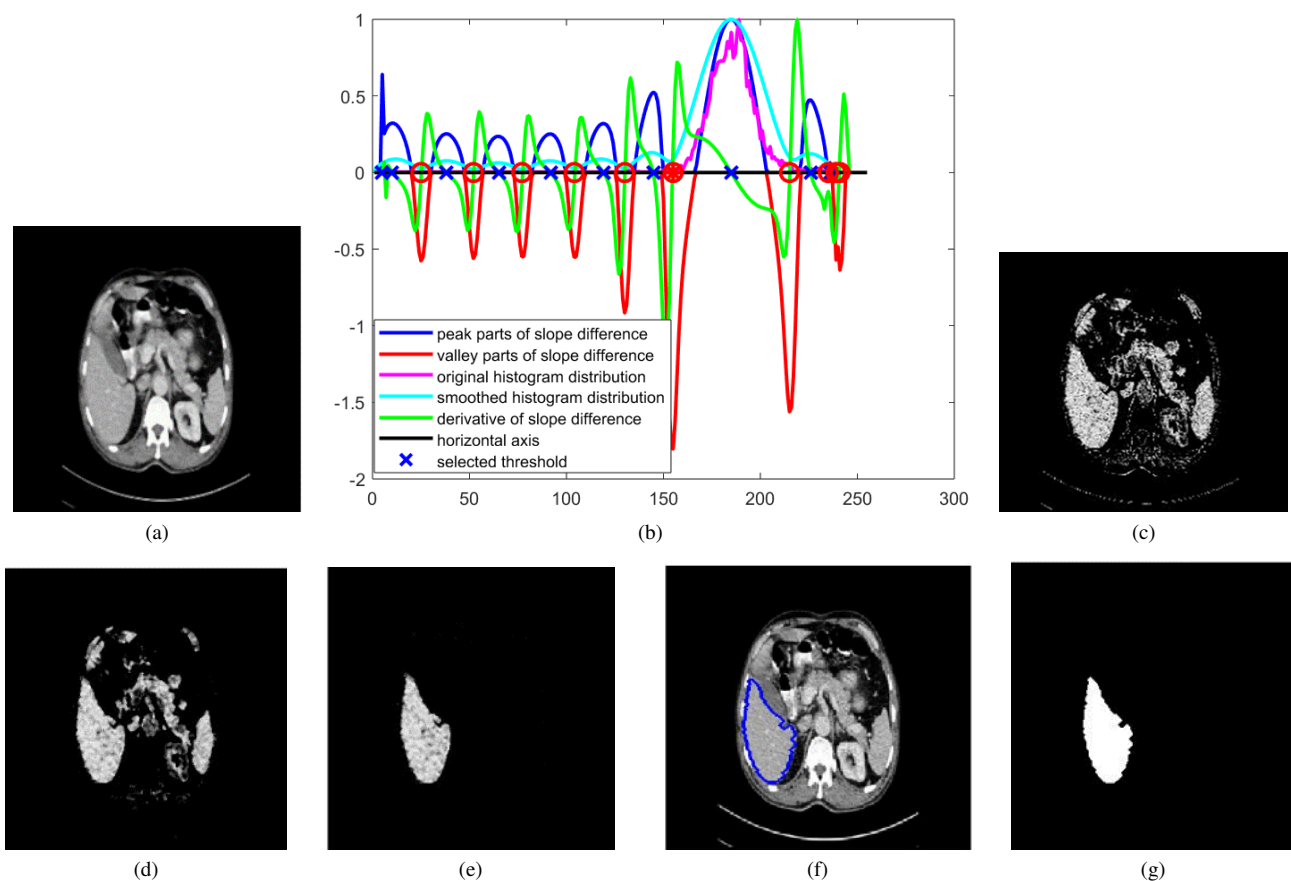 1
0.5
0
-0.5
-1
-1.5
-2
peak parts of slope difference
valley parts of slope difference
original histogram distribution
smoothed histogram distribution
derivative of slope difference
horizontal axis
selected threshold
0 50 100 150 200 250 300
(a) (b) (c)
(d) (e) (f) (g)